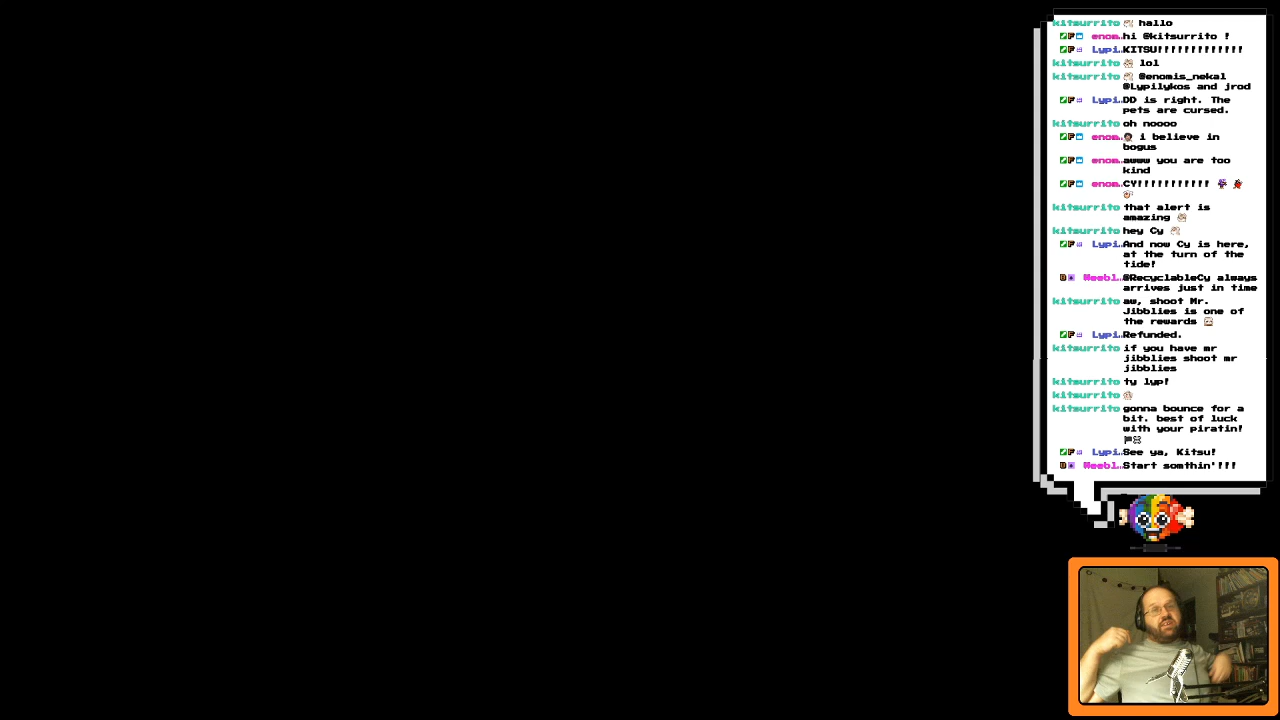 kitsurrito hallo
enom.. hi @kitsurrito !
Lypi.. KITSU!!!!!!!!!!!!!
kitsurrito lol
kitsurrito @enomis_nekal
@Lypilykos and jrod
Lypi.. DD is right. The
pets are cursed.
kitsurrito oh noooo
enom.. i believe in
bogus
enom.. awww you are too
kind
enom.. CY!!!!!!!!!!!
kitsurrito that alert is
amazing
kitsurrito hey Cy
Lypi.. And now Cy is here,
at the turn of the
tide!
Weebl.. @RecyclableCy always
arrives just in time
kitsurrito aw, shoot Mr.
Jibblies is one of
the rewards
Lypi.. Refunded.
kitsurrito if you have mr
jibblies shoot mr
jibblies
kitsurrito ty lyp!
kitsurrito
kitsurrito gonna bounce for a
bit. best of luck
with your piratin!
Lypi.. See ya, Kitsu!
Weebl.. Start somthin'!!!